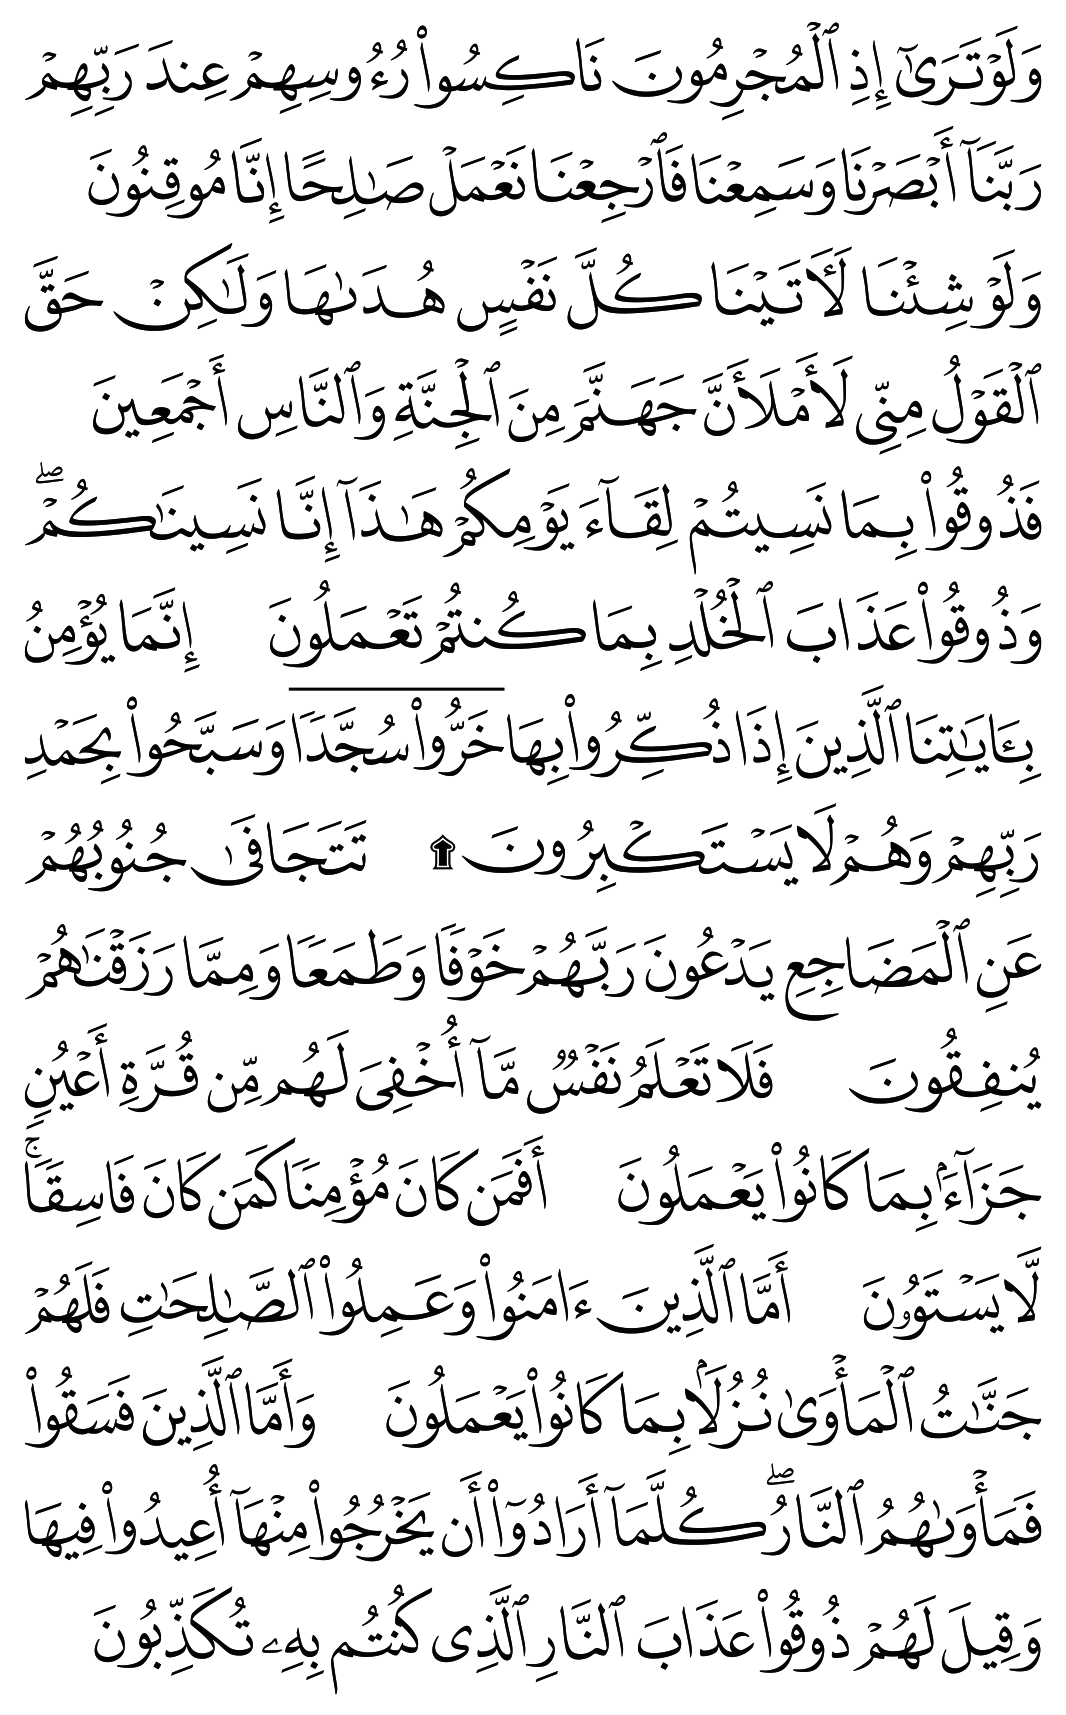 وَلَوْ تَرَىٰٓ إِذِ ٱلْمُجْرِمُونَ نَاكِسُوا۟ رُءُوسِهِمْ عِندَ رَبِّهِمْ
رَبَّنَآ أَبْصَرْنَا وَسَمِعْنَا فَٱرْجِعْنَا نَعْمَلْ صَـٰلِحًا إِنَّا مُوقِنُونَ
وَلَوْ شِئْنَا لَـَٔاتَيْنَا كُلَّ نَفْسٍ هُدَىٰهَا وَلَـٰكِنْ حَقَّ
ٱلْقَوْلُ مِنِّى لَأَمْلَأَنَّ جَهَنَّمَ مِنَ ٱلْجِنَّةِ وَٱلنَّاسِ أَجْمَعِينَ
فَذُوقُوا۟ بِمَا نَسِيتُمْ لِقَآءَ يَوْمِكُمْ هَـٰذَآ إِنَّا نَسِينَـٰكُمْ ۖ
وَذُوقُوا۟ عَذَابَ ٱلْخُلْدِ بِمَا كُنتُمْ تَعْمَلُونَ إِنَّمَا يُؤْمِنُ
بِـَٔايَـٰتِنَا ٱلَّذِينَ إِذَا ذُكِّرُوا۟ بِهَا خَرُّوا۟ سُجَّدًا وَسَبَّحُوا۟ بِحَمْدِ
رَبِّهِمْ وَهُمْ لَا يَسْتَكْبِرُونَ ۩ تَتَجَافَىٰ جُنُوبُهُمْ
عَنِ ٱلْمَضَاجِعِ يَدْعُونَ رَبَّهُمْ خَوْفًا وَطَمَعًا وَمِمَّا رَزَقْنَـٰهُمْ
يُنفِقُونَ فَلَا تَعْلَمُ نَفْسٌ مَّآ أُخْفِىَ لَهُم مِّن قُرَّةِ أَعْيُنٍ
جَزَآءًۢ بِمَا كَانُوا۟ يَعْمَلُونَ أَفَمَن كَانَ مُؤْمِنًا كَمَن كَانَ فَاسِقًا ۚ
لَّا يَسْتَوُۥنَ أَمَّا ٱلَّذِينَ ءَامَنُوا۟ وَعَمِلُوا۟ ٱلصَّـٰلِحَـٰتِ فَلَهُمْ
جَنَّـٰتُ ٱلْمَأْوَىٰ نُزُلًۢا بِمَا كَانُوا۟ يَعْمَلُونَ وَأَمَّا ٱلَّذِينَ فَسَقُوا۟
فَمَأْوَىٰهُمُ ٱلنَّارُ ۖ كُلَّمَآ أَرَادُوٓا۟ أَن يَخْرُجُوا۟ مِنْهَآ أُعِيدُوا۟ فِيهَا
وَقِيلَ لَهُمْ ذُوقُوا۟ عَذَابَ ٱلنَّارِ ٱلَّذِى كُنتُم بِهِۦ تُكَذِّبُونَ